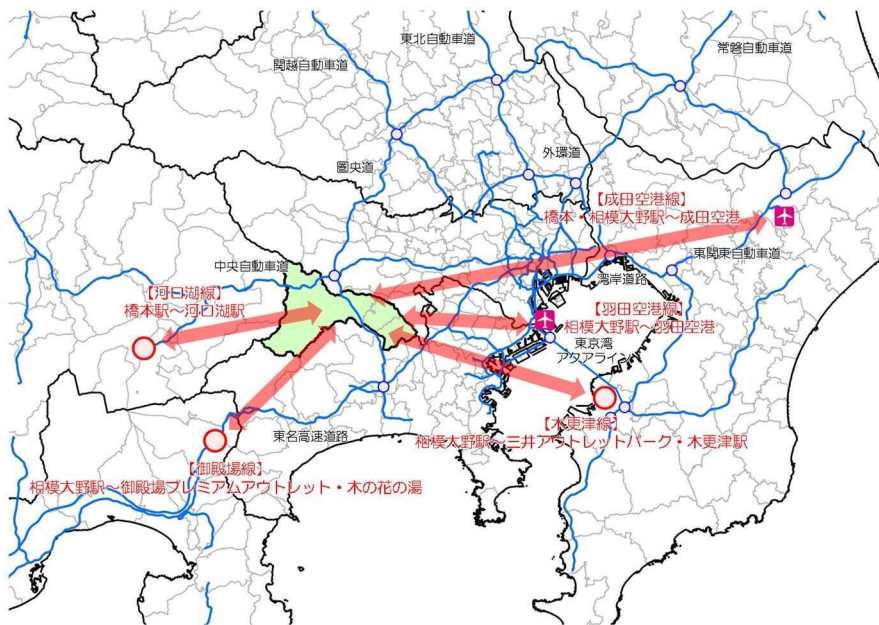 東北自動車道
常磐自動車道
関越自動車道
圏央道
外環道
【成田空港線】
橋本・相模大野駅～成田空港
東関東自動車道
中央自動車道
湾岸道路
【河口湖線】
橋本駅～河口湖駅
【羽田空港線】
相模大野駅～羽田空港
東京湾
アクアライン
【木更津線】
相模大野駅～三井アウトレットパーク・木更津駅
東名高速道路
【御殿場線】
相模大野駅～御殿場プレミアムアウトレット・木の花の湯